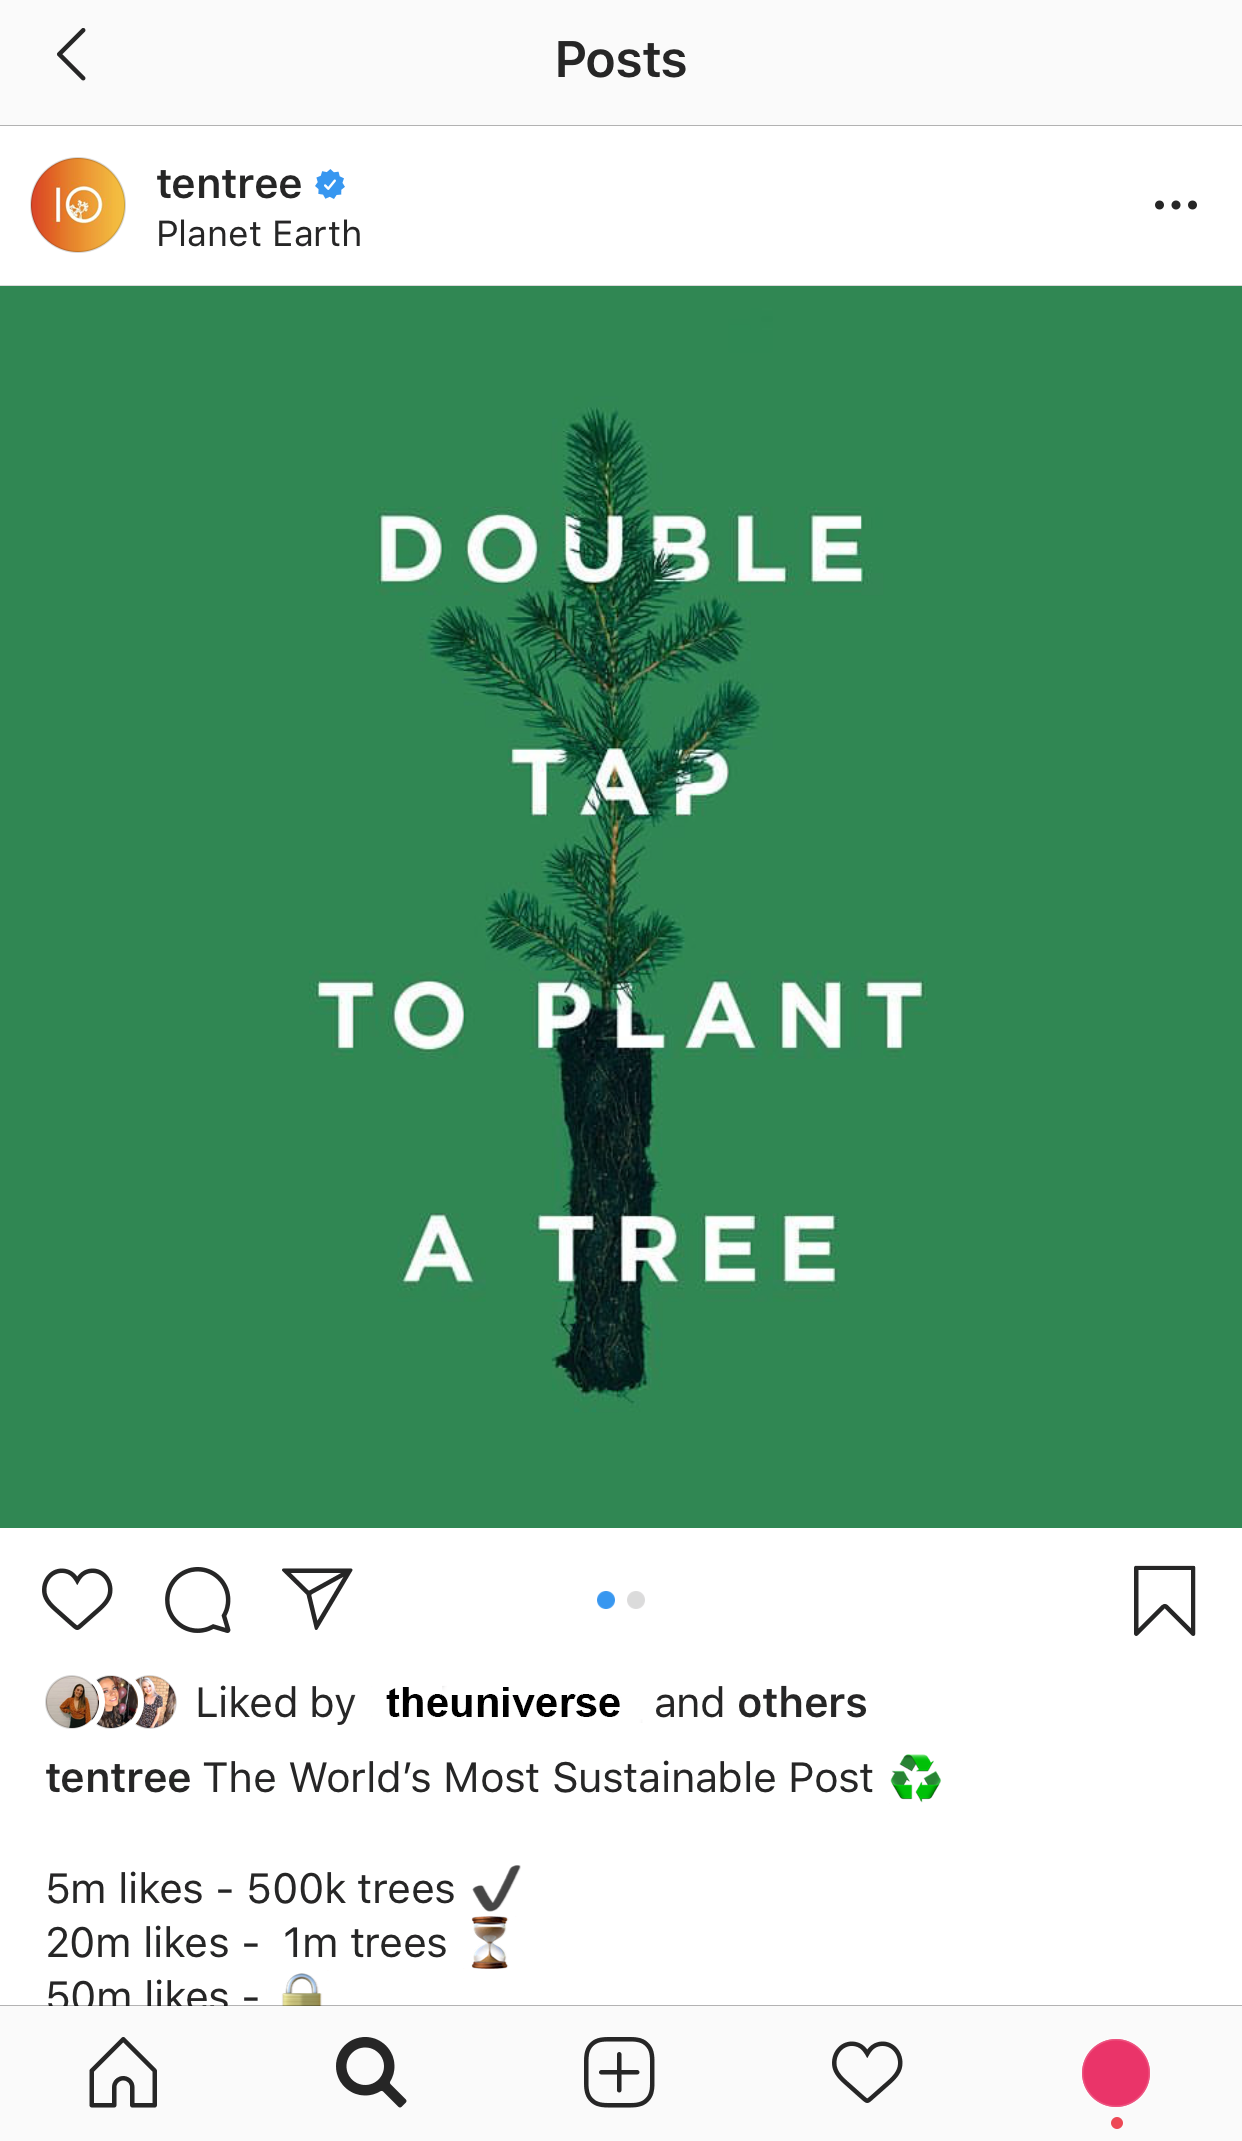 Posts
tentree
Planet Earth
DOUBLE
TAP
TO PLANT
A TREE
Liked by theuniverse and others
tentree The World’s Most Sustainable Post ♻️
5m likes - 500k trees ✔️
20m likes - 1m trees ⏳
50m likes - 🔒